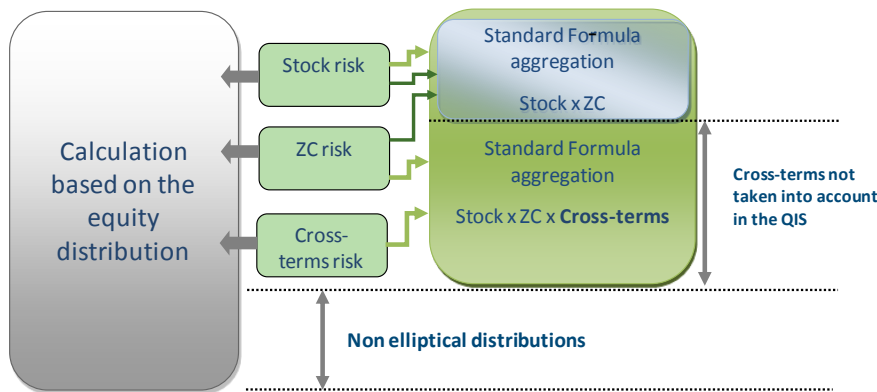 Calculation
based on the
equity
distribution
Stock risk
ZC risk
Cross-
terms risk
Standard Formula
aggregation
Stock x ZC
Standard Formula
aggregation
Stock x ZC x Cross-terms
Cross-terms not
taken into account
in the QIS
Non elliptical distributions